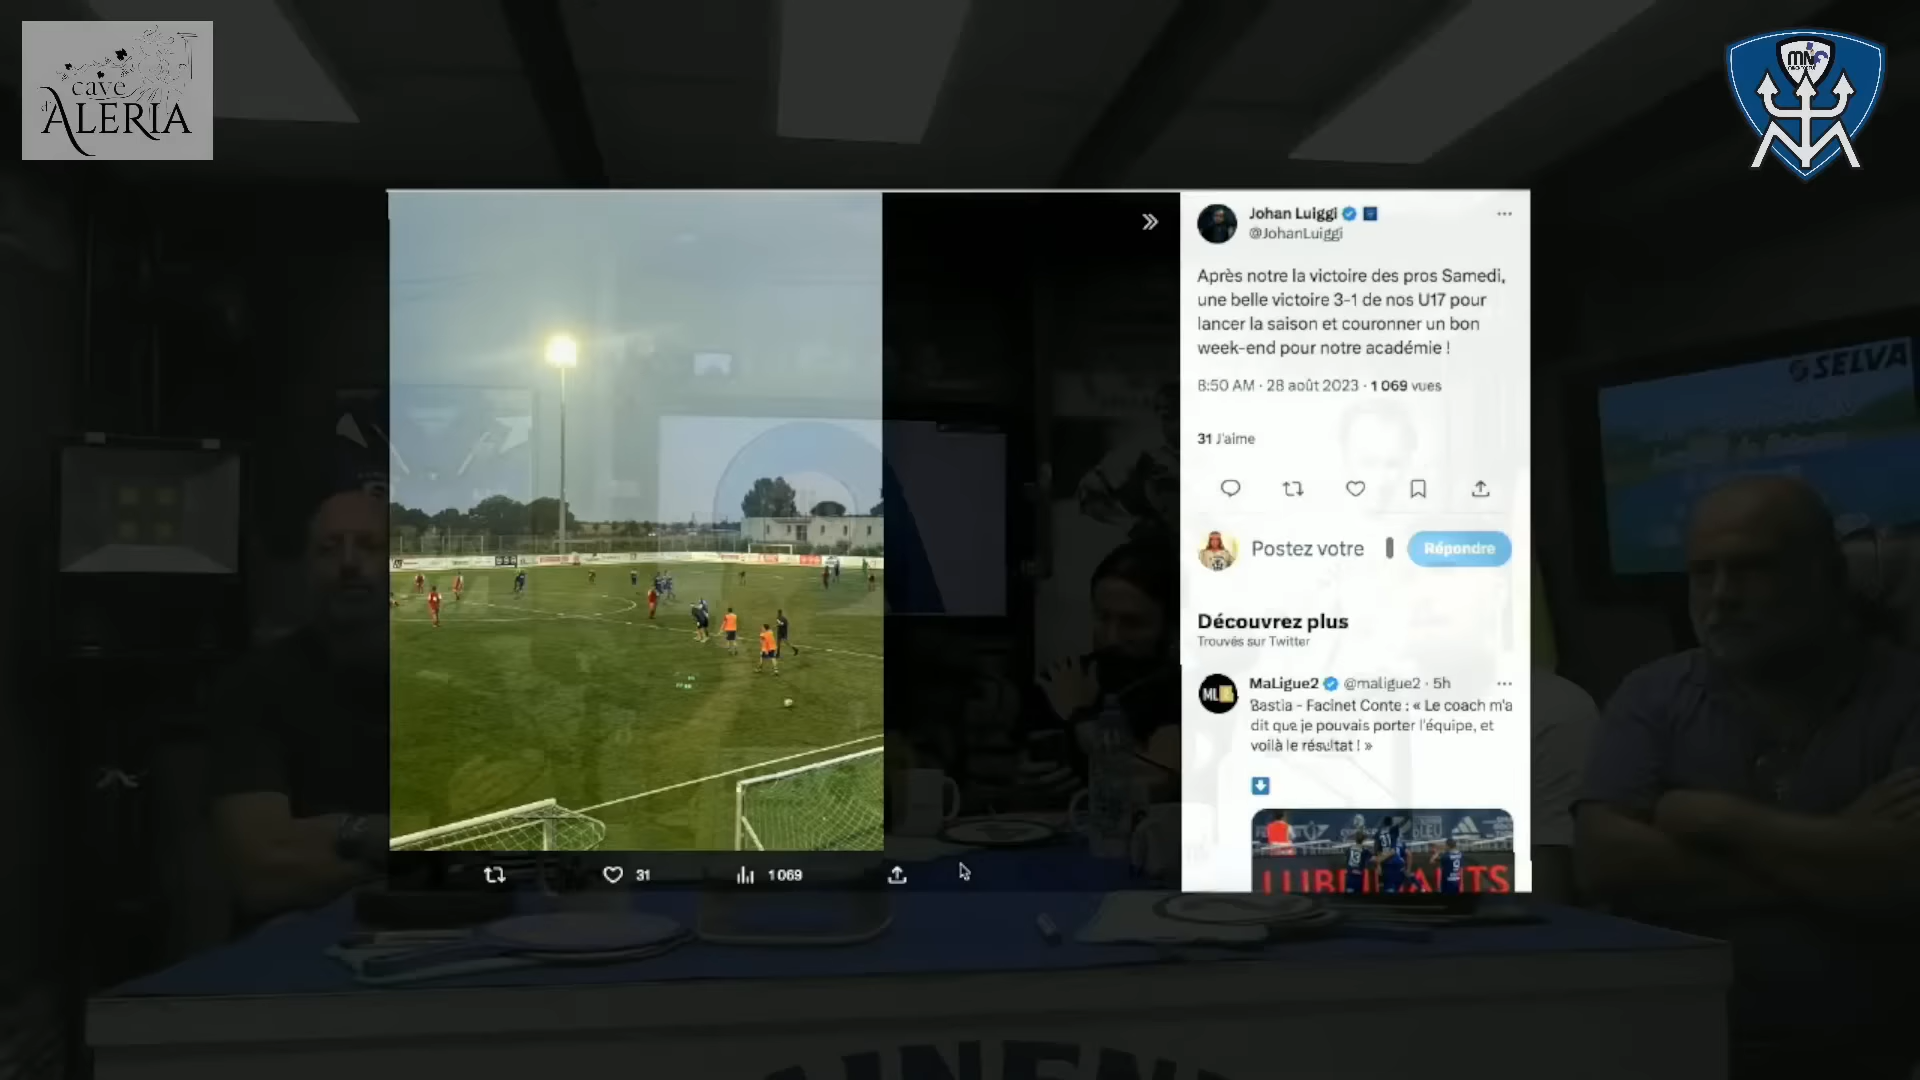 cave
d'ALERIA
MNF
SELVA
Johan Luiggi
@JohanLuiggi
Après notre la victoire des pros Samedi,
une belle victoire 3-1 de nos U17 pour
lancer la saison et couronner un bon
week-end pour notre académie !
8:50 AM · 28 août 2023 · 1 069 vues
31 J'aime
Postez votre
Répondre
Découvrez plus
Trouvés sur Twitter
ML2
MaLigue2 @maligue2 · 5h
Bastia - Facinet Conte : « Le coach m'a
dit que je pouvais porter l'équipe, et
voilà le résultat ! »
31
1 069